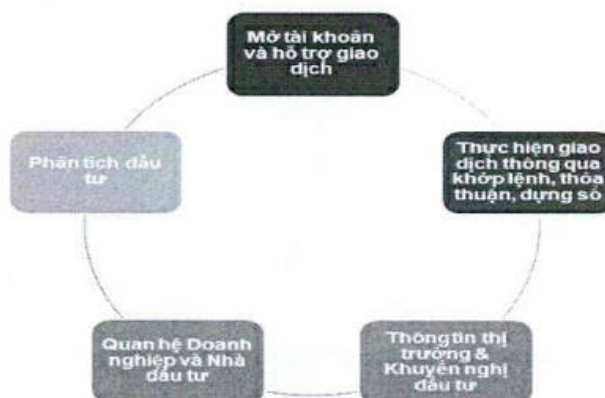 Mở tài khoản
và hỗ trợ giao
dịch
Thực hiện giao
dịch thông qua
khớp lệnh, thỏa
thuận, dựng sổ
Thông tin thị
trường &
Khuyến nghị
đầu tư
Quan hệ Doanh
nghiệp và Nhà
đầu tư
Phân tích đầu
tư